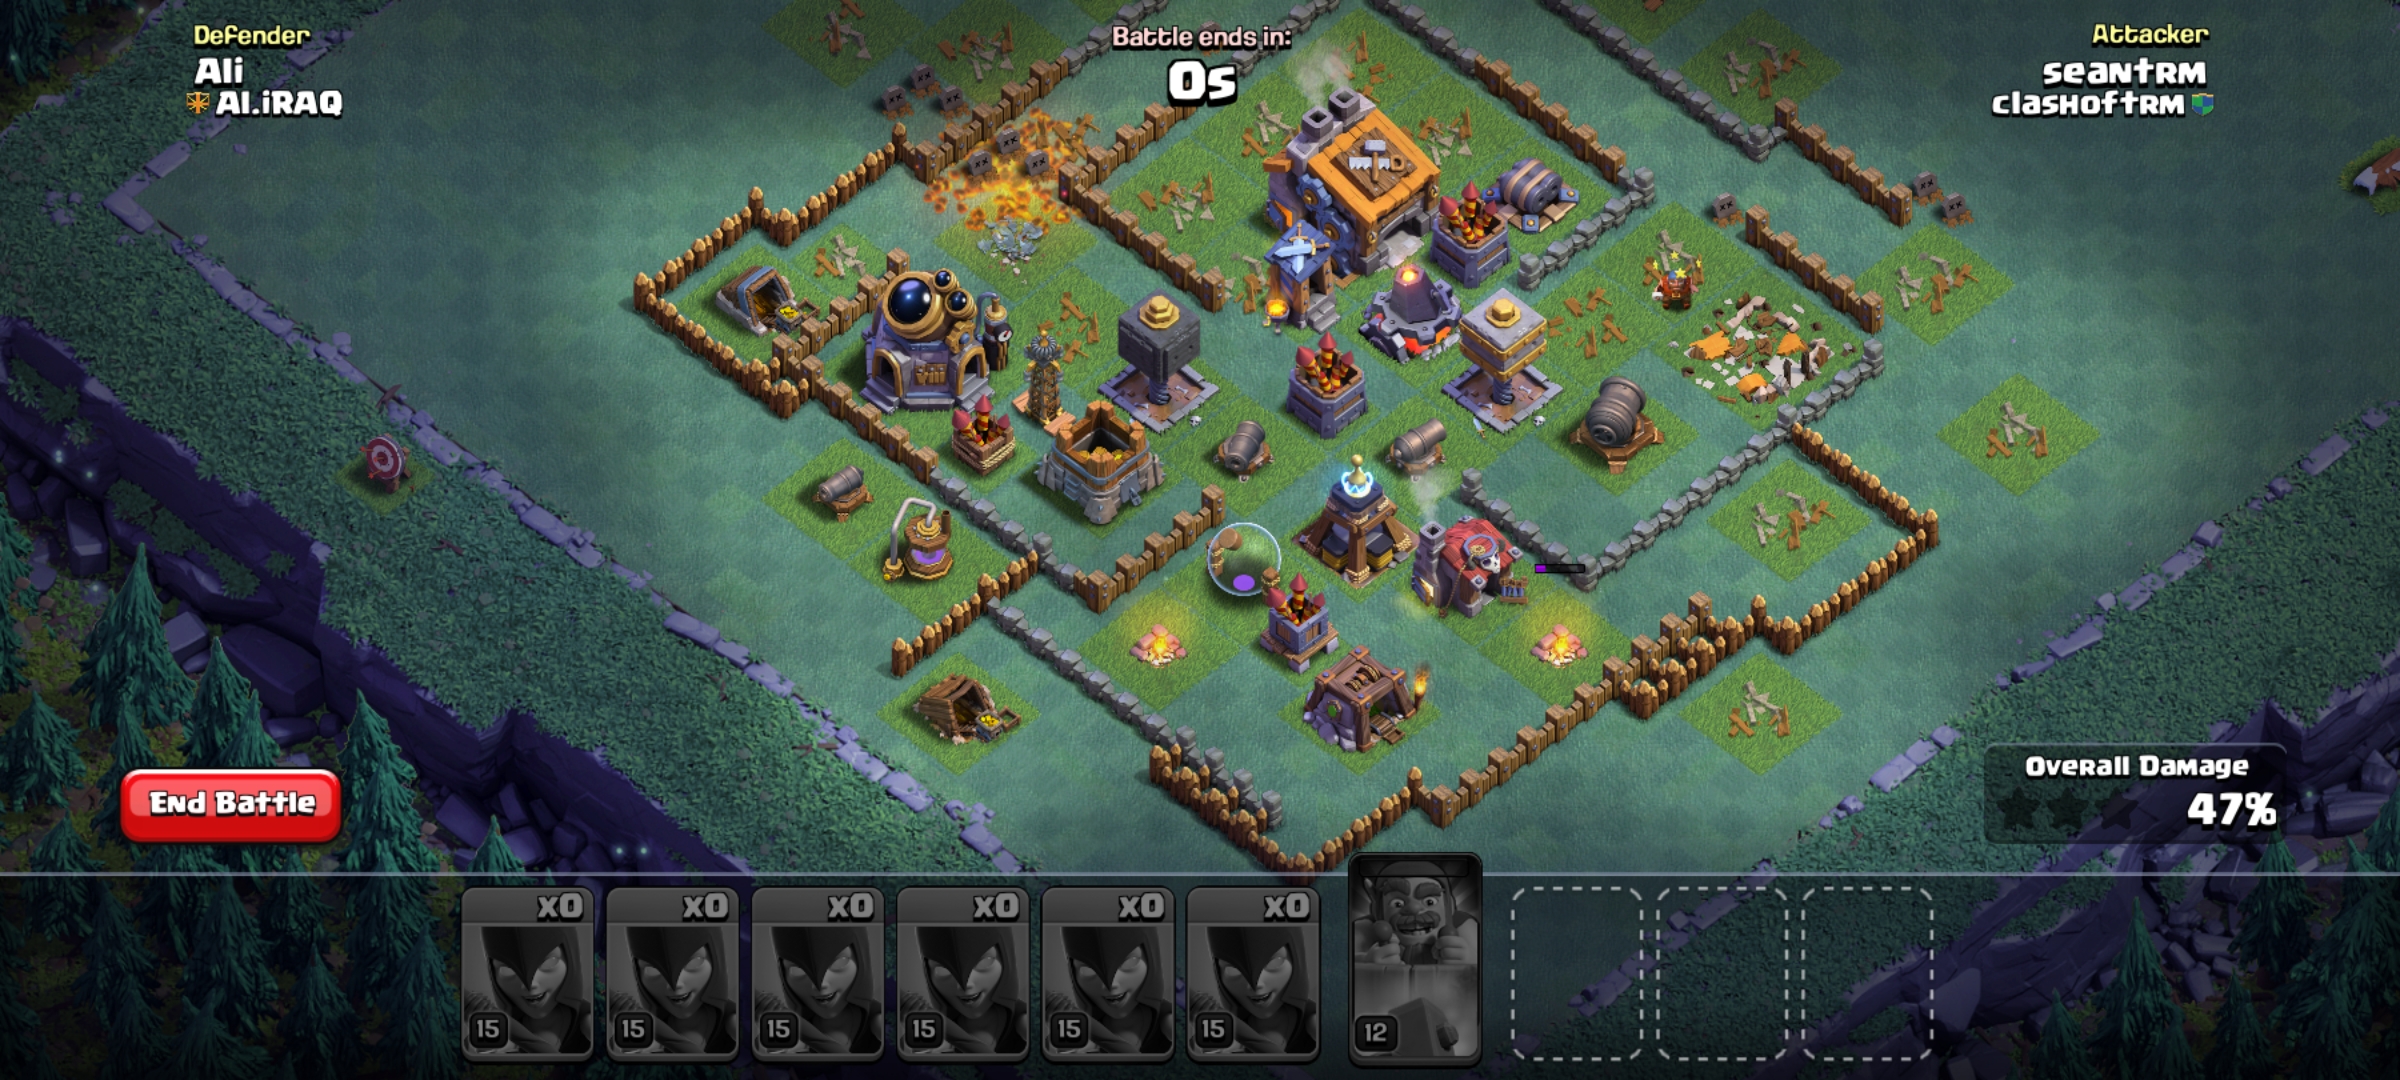 Defender
Ali
Al.iRAQ
Battle ends in:
0s
Attacker
seantRM
clasHoftRM
End Battle
Overall Damage
47%
x0
x0
x0
x0
x0
x0
15
15
15
15
15
15
12